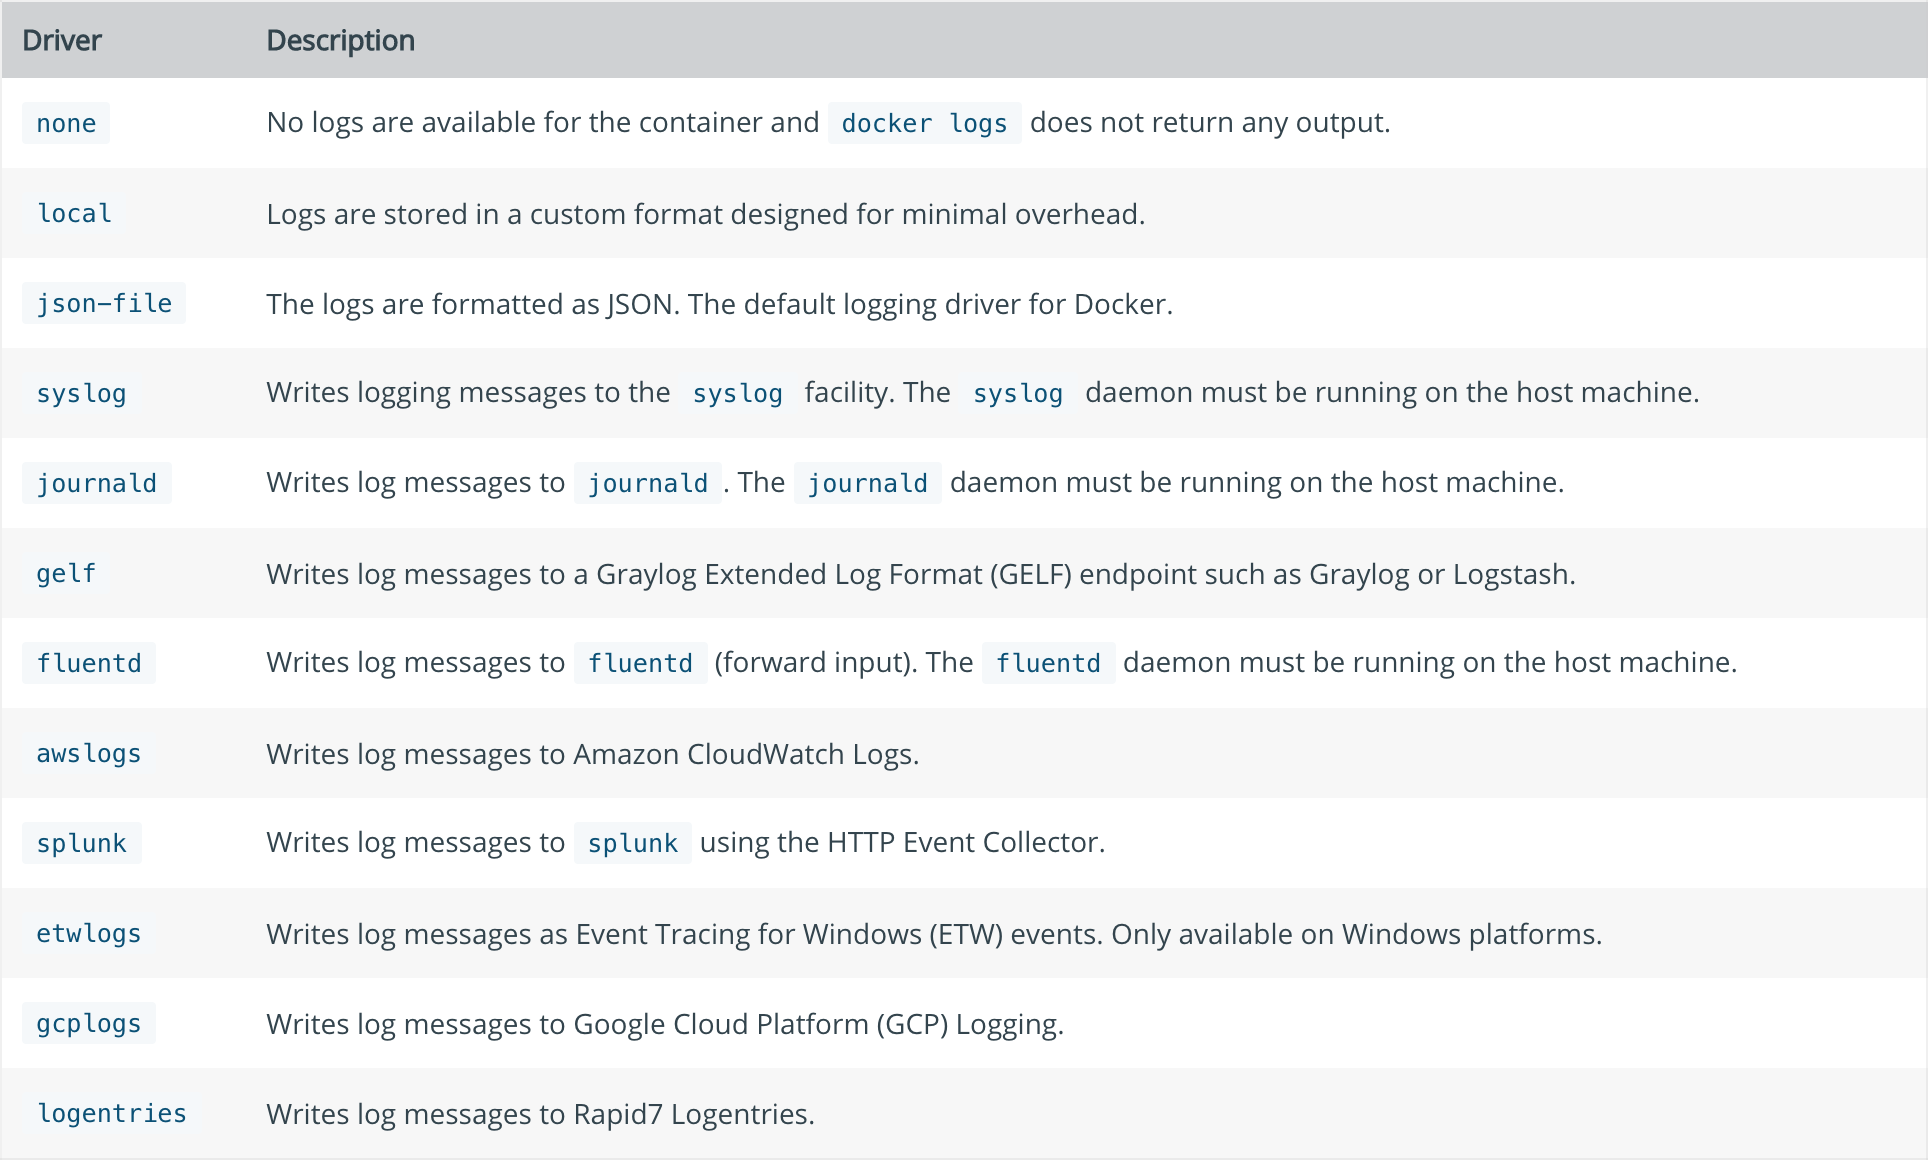 Driver Description
none No logs are available for the container and docker logs does not return any output.
local Logs are stored in a custom format designed for minimal overhead.
json-file The logs are formatted as JSON. The default logging driver for Docker.
syslog Writes logging messages to the syslog facility. The syslog daemon must be running on the host machine.
journald Writes log messages to journald. The journald daemon must be running on the host machine.
gelf Writes log messages to a Graylog Extended Log Format (GELF) endpoint such as Graylog or Logstash.
fluentd Writes log messages to fluentd (forward input). The fluentd daemon must be running on the host machine.
awslogs Writes log messages to Amazon CloudWatch Logs.
splunk Writes log messages to splunk using the HTTP Event Collector.
etwlogs Writes log messages as Event Tracing for Windows (ETW) events. Only available on Windows platforms.
gcplogs Writes log messages to Google Cloud Platform (GCP) Logging.
logentries Writes log messages to Rapid7 Logentries.